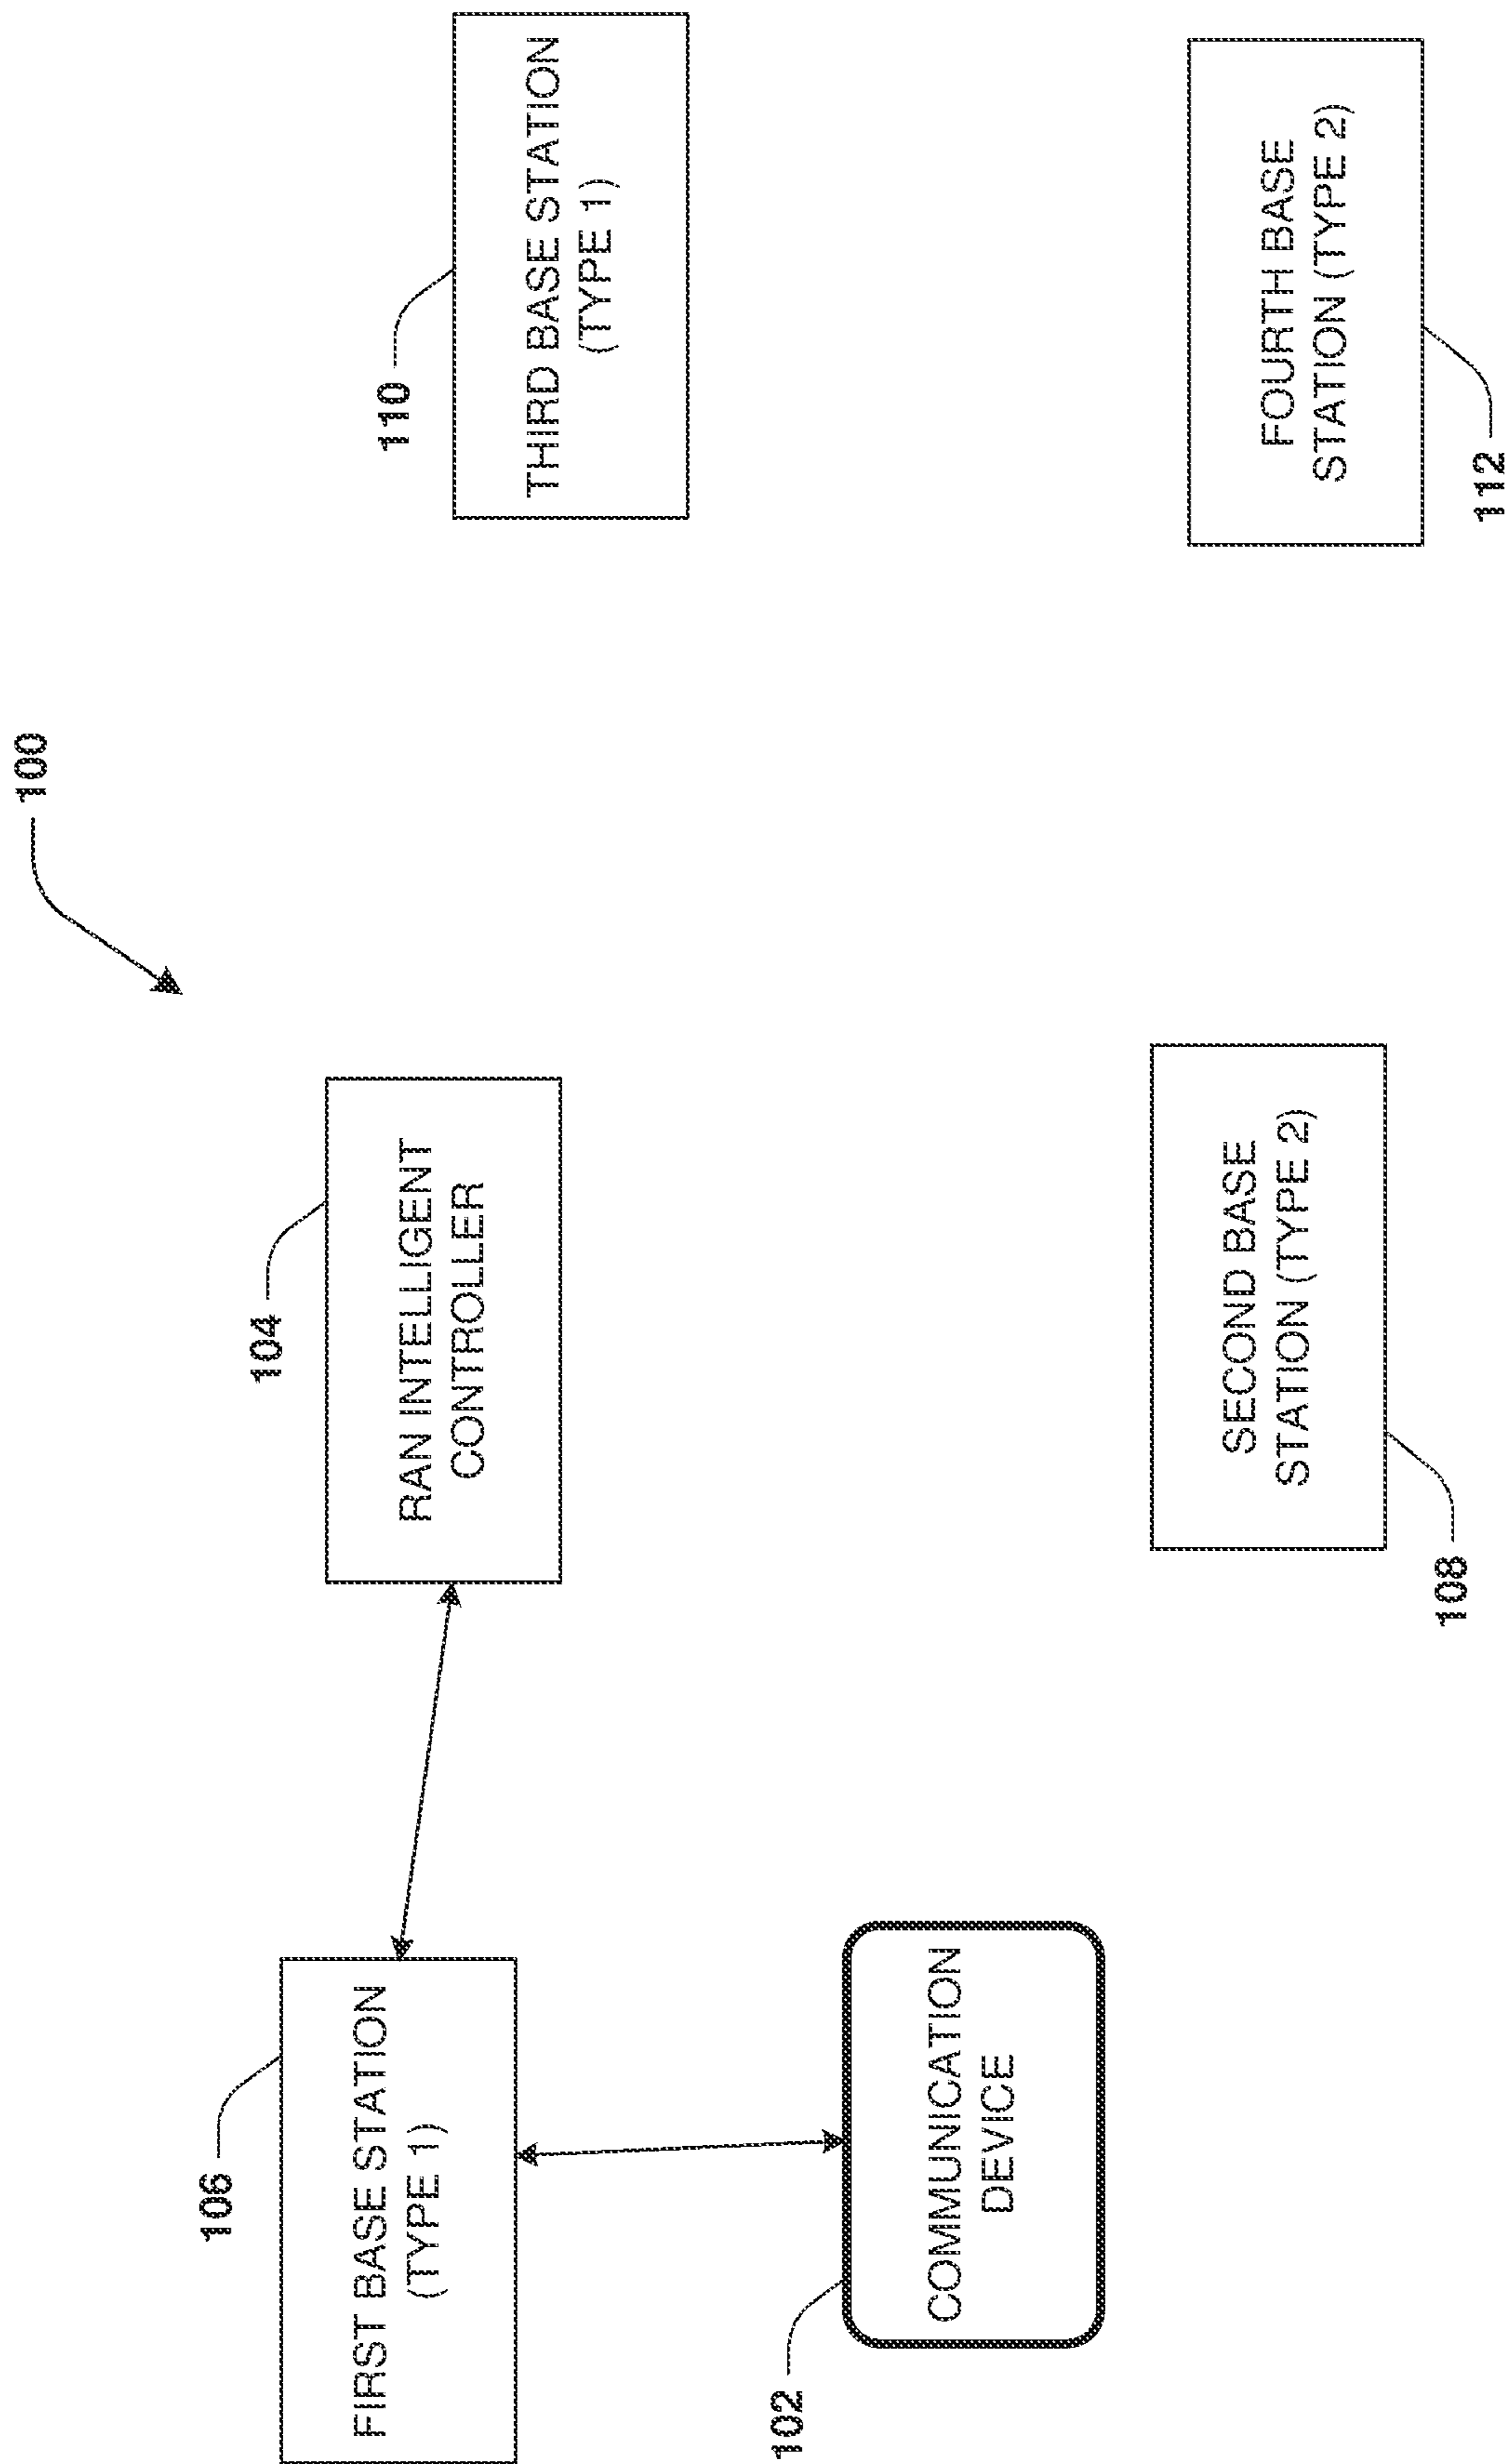 100
106
FIRST BASE STATION
(TYPE 1)
104
RAN INTELLIGENT
CONTROLLER
110
THIRD BASE STATION
(TYPE 1)
102
COMMUNICATION
DEVICE
SECOND BASE
STATION (TYPE 2)
108
FOURTH BASE
STATION (TYPE 2)
112